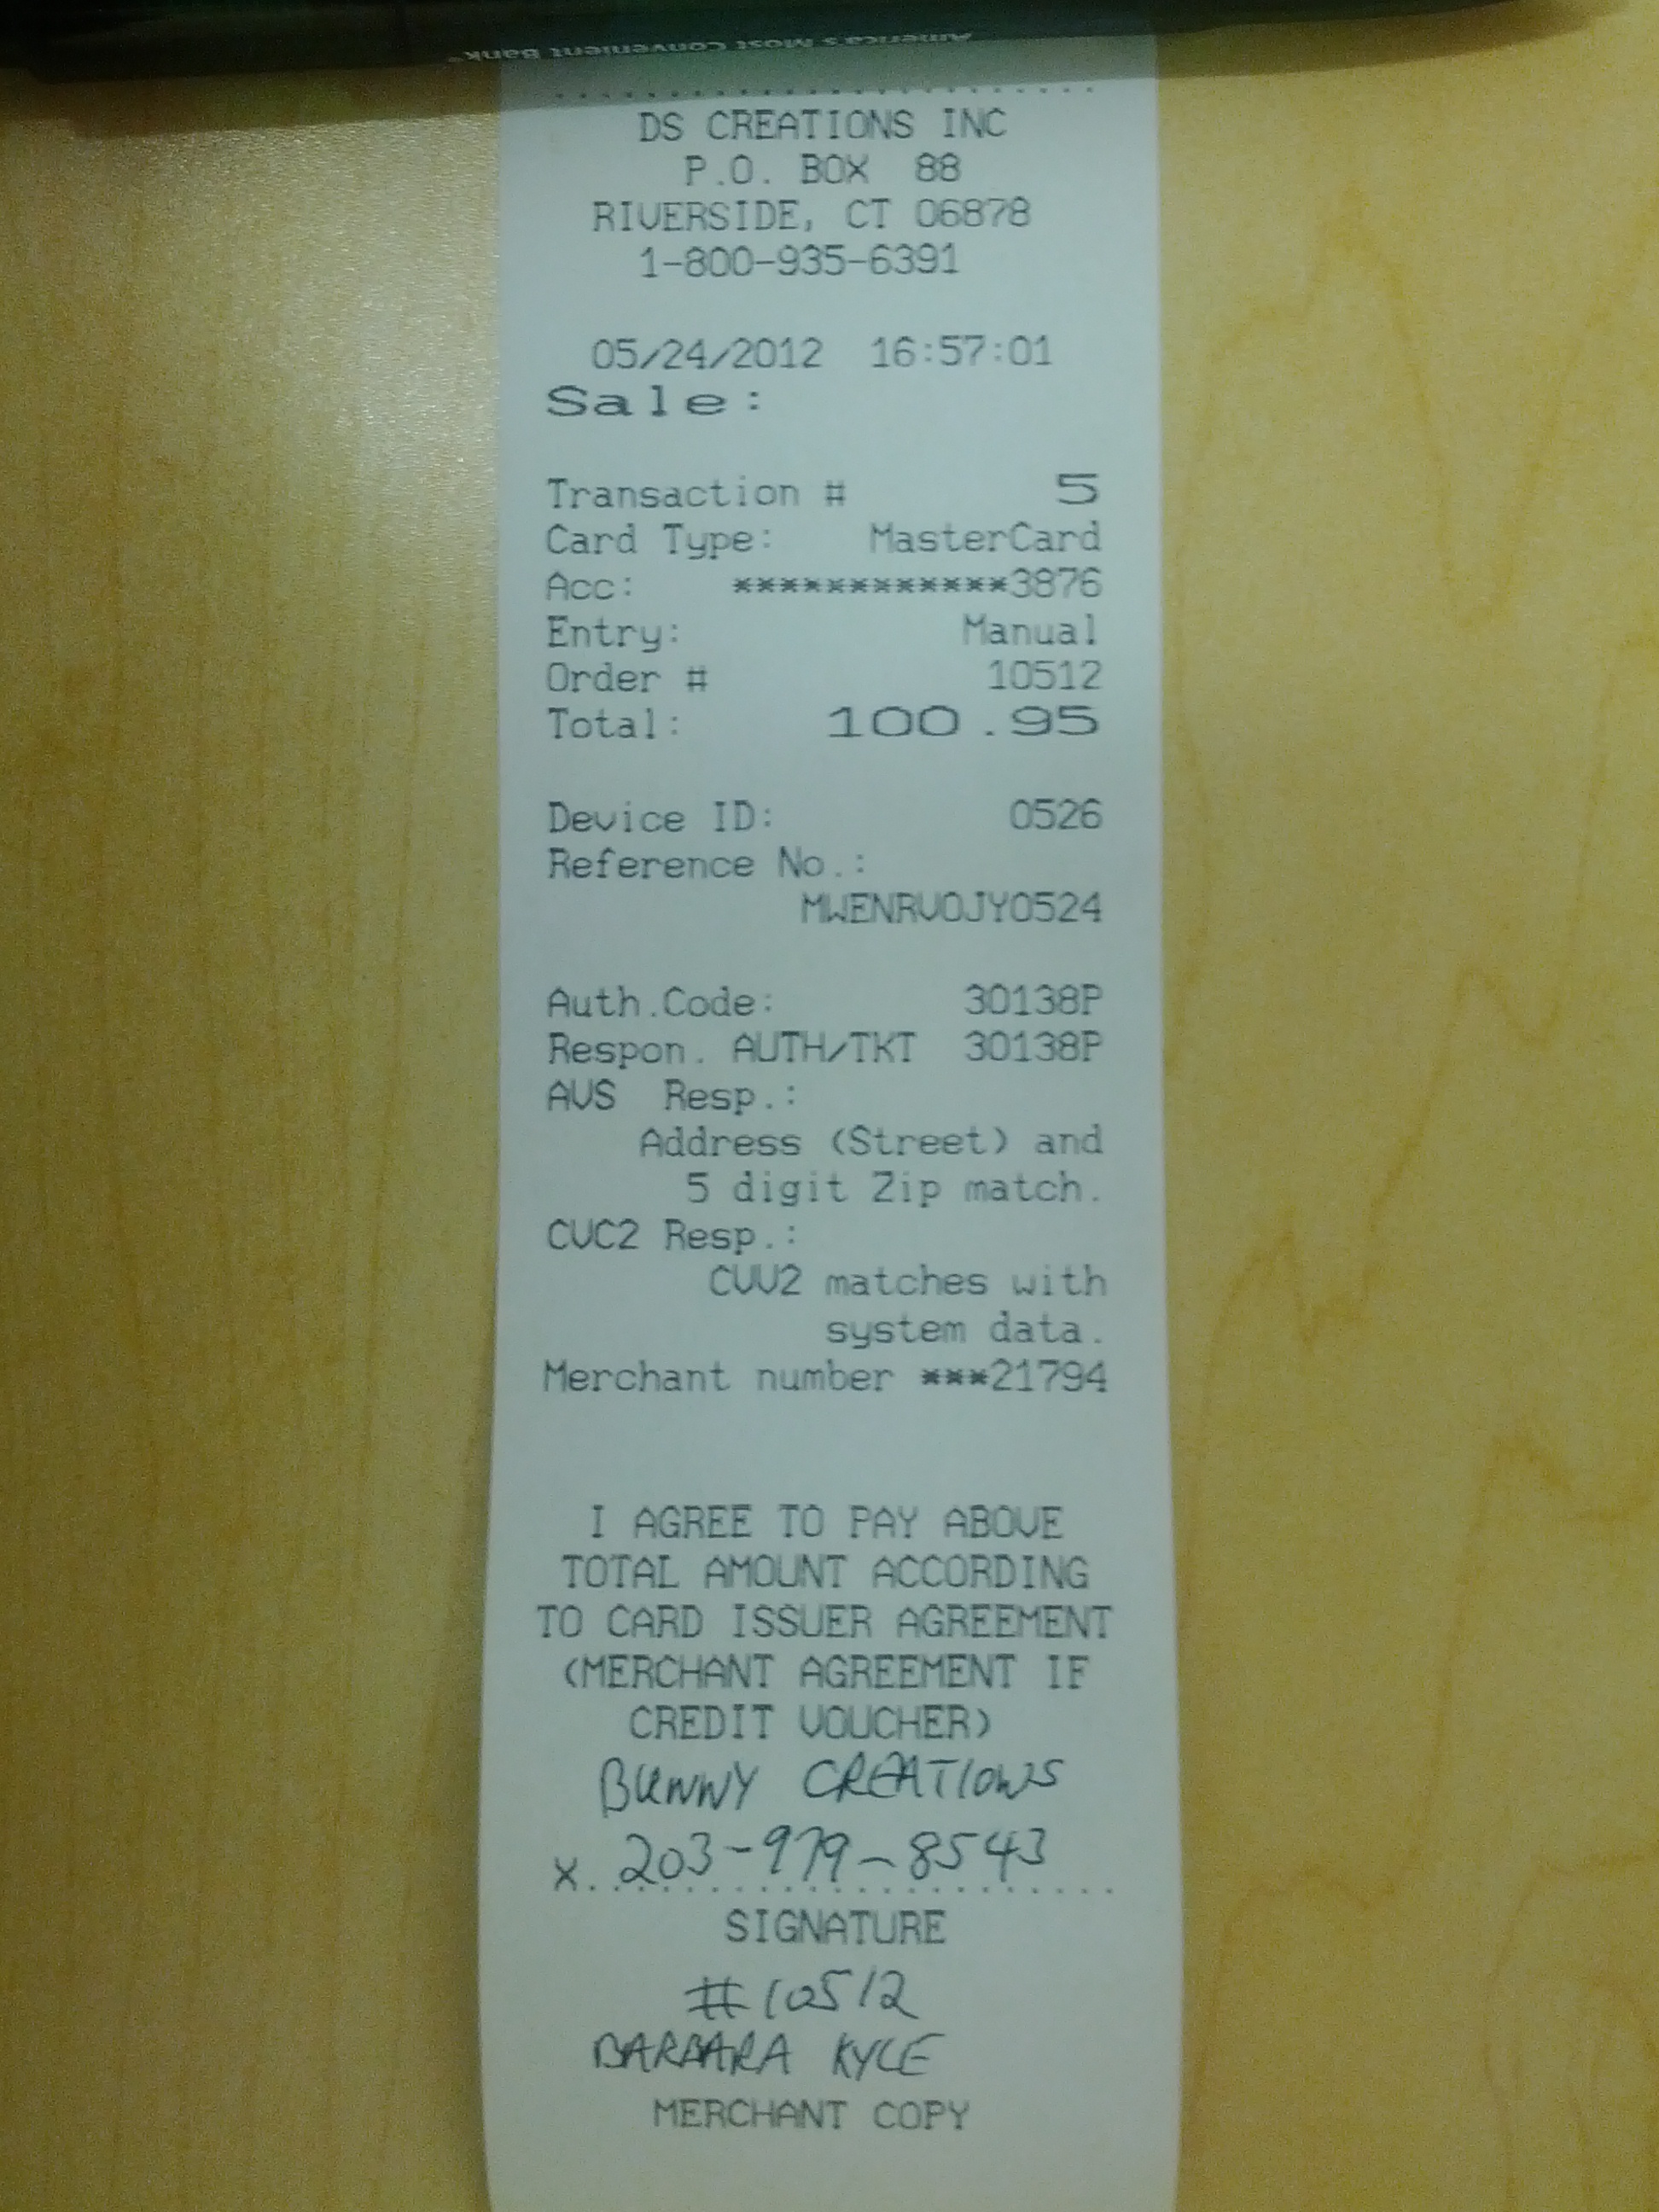 America's Most Convenient Bank®
DS CREATIONS INC
P.O. BOX 88
RIVERSIDE, CT 06878
1-800-935-6391
05/24/2012 16:57:01
Sale:
Transaction # 5
Card Type: MasterCard
Acc: ************3876
Entry: Manual
Order # 10512
Total: 100.95
Device ID: 0526
Reference No.:
MWENRVOJY0524
Auth.Code: 30138P
Respon. AUTH/TKT 30138P
AVS Resp.:
Address (Street) and
5 digit Zip match.
CVC2 Resp.:
CVV2 matches with
system data.
Merchant number ***21794
I AGREE TO PAY ABOVE
TOTAL AMOUNT ACCORDING
TO CARD ISSUER AGREEMENT
(MERCHANT AGREEMENT IF
CREDIT VOUCHER)
BUNNY CREATIONS
x. 203-979-8543
SIGNATURE
#10512
BARBARA KYLE
MERCHANT COPY